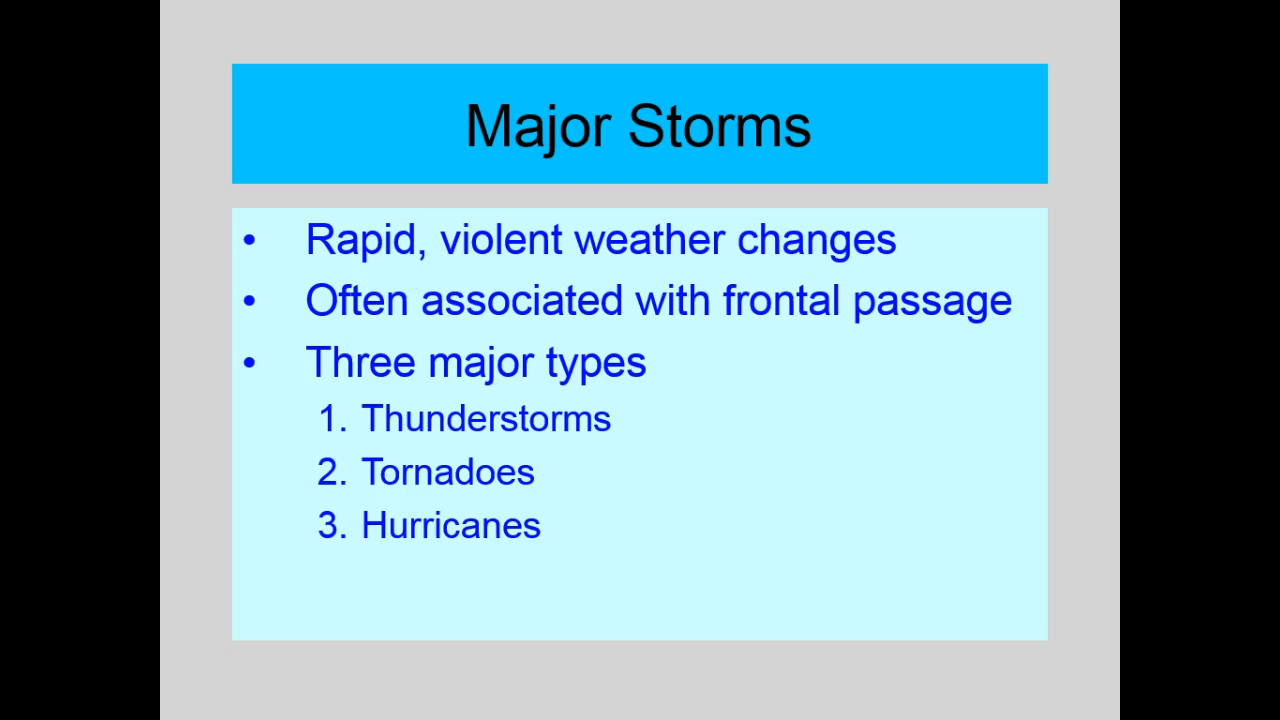 Major Storms
• Rapid, violent weather changes
• Often associated with frontal passage
• Three major types
1. Thunderstorms
2. Tornadoes
3. Hurricanes